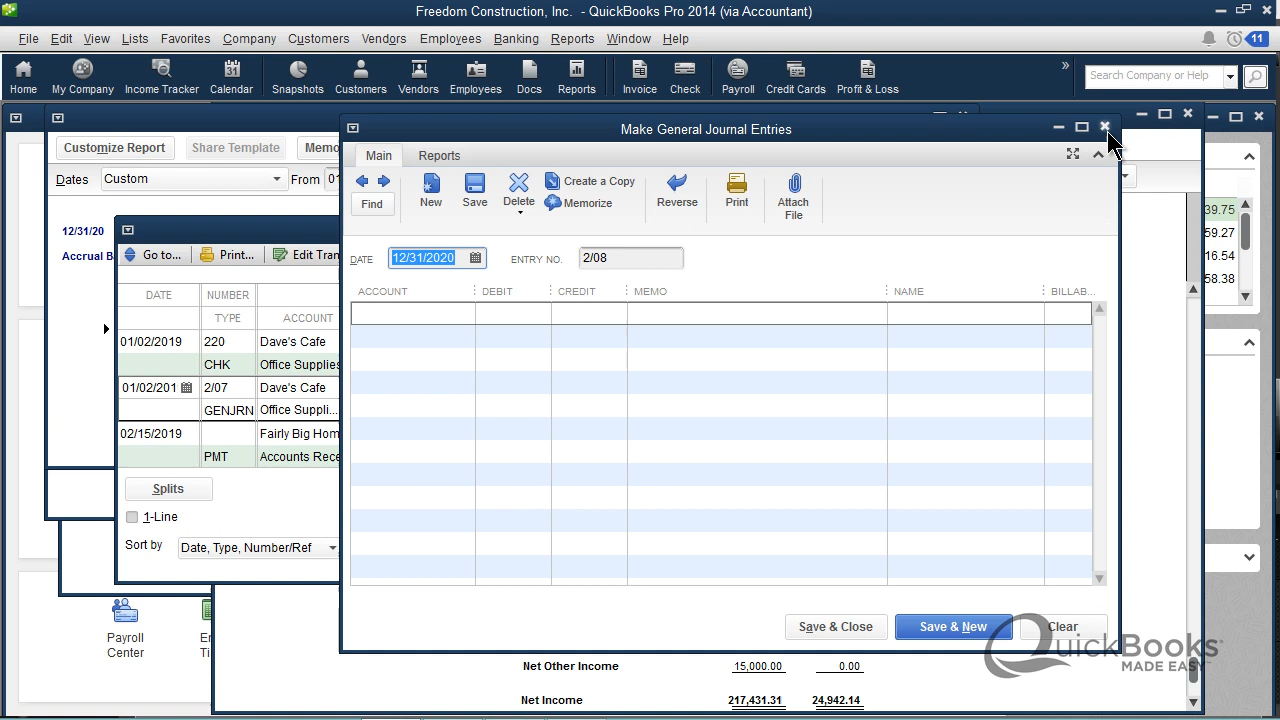 Freedom Construction, Inc. - QuickBooks Pro 2014 (via Accountant)
File Edit View Lists Favorites Company Customers Vendors Employees Banking Reports Window Help
11
Home My Company Income Tracker Calendar Snapshots Customers Vendors Employees Docs Reports Invoice Check Payroll Credit Cards Profit & Loss
31
»
Search Company or Help
Make General Journal Entries
Customize Report Share Template Memo
Main Reports
Dates Custom From 01
Find New Save Delete Create a Copy Memorize Reverse Print Attach File
12/31/20
Accrual B
39.75
59.27
16.54
58.38
Go to... Print... Edit Tran
DATE 12/31/2020 ENTRY NO. 2/08
ACCOUNT DEBIT CREDIT MEMO NAME BILLAB...
DATE NUMBER
TYPE ACCOUNT
01/02/2019 220 Dave's Cafe
CHK Office Supplies
01/02/201 2/07 Dave's Cafe
GENJRN Office Suppli...
02/15/2019 Fairly Big Hom
PMT Accounts Rece
Splits
1-Line
Sort by Date, Type, Number/Ref
Save & Close Save & New Clear
Payroll Center
En
Ti
QuickBooks
MADE EASY
Net Other Income 15,000.00 0.00
Net Income 217,431.31 24,942.14